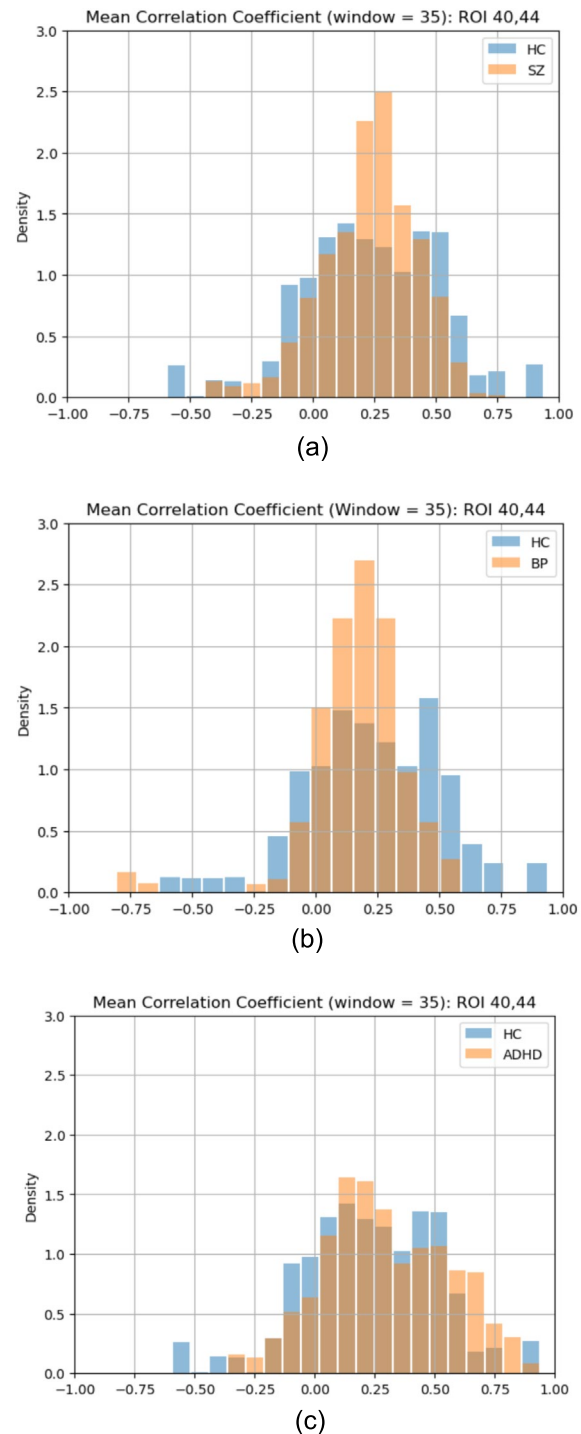 Mean Correlation Coefficient (window = 35): ROI 40,44
3.0
HC
SZ
2.5
2.0
Density
1.5
1.0
0.5
0.0
−1.00 −0.75 −0.50 −0.25 0.00 0.25 0.50 0.75 1.00
(a)
Mean Correlation Coefficient (Window = 35): ROI 40,44
3.0
HC
BP
2.5
2.0
Density
1.5
1.0
0.5
0.0
−1.00 −0.75 −0.50 −0.25 0.00 0.25 0.50 0.75 1.00
(b)
Mean Correlation Coefficient (window = 35): ROI 40,44
3.0
HC
ADHD
2.5
2.0
Density
1.5
1.0
0.5
0.0
−1.00 −0.75 −0.50 −0.25 0.00 0.25 0.50 0.75 1.00
(c)